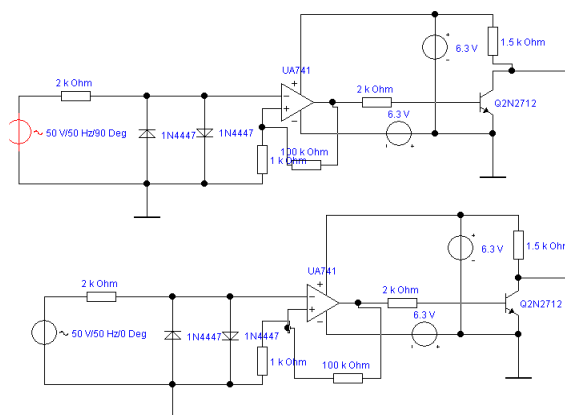 1.5 k Ohm
6.3 V
2 k Ohm
UA741
2 k Ohm
Q2N2712
50 V/50 Hz/90 Deg
1N4447
1N4447
6.3 V
100 k Ohm
1 k Ohm
6.3 V
1.5 k Ohm
UA741
2 k Ohm
2 k Ohm
Q2N2712
50 V/50 Hz/0 Deg
1N4447
1N4447
6.3 V
1 k Ohm
100 k Ohm